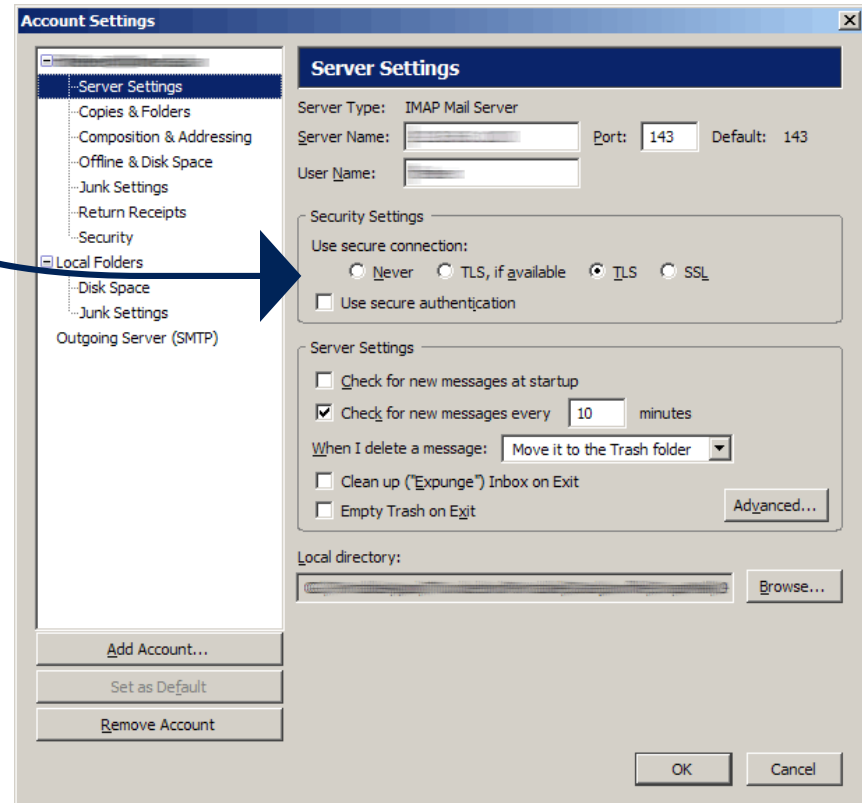 Account Settings
Server Settings
Copies & Folders
Composition & Addressing
Offline & Disk Space
Junk Settings
Return Receipts
Security
Local Folders
Disk Space
Junk Settings
Outgoing Server (SMTP)
Add Account...
Set as Default
Remove Account
Server Settings
Server Type: IMAP Mail Server
Server Name: Port: 143 Default: 143
User Name:
Security Settings
Use secure connection:
Never TLS, if available TLS SSL
Use secure authentication
Server Settings
Check for new messages at startup
Check for new messages every 10 minutes
When I delete a message: Move it to the Trash folder
Clean up ("Expunge") Inbox on Exit
Empty Trash on Exit Advanced...
Local directory:
Browse...
OK Cancel